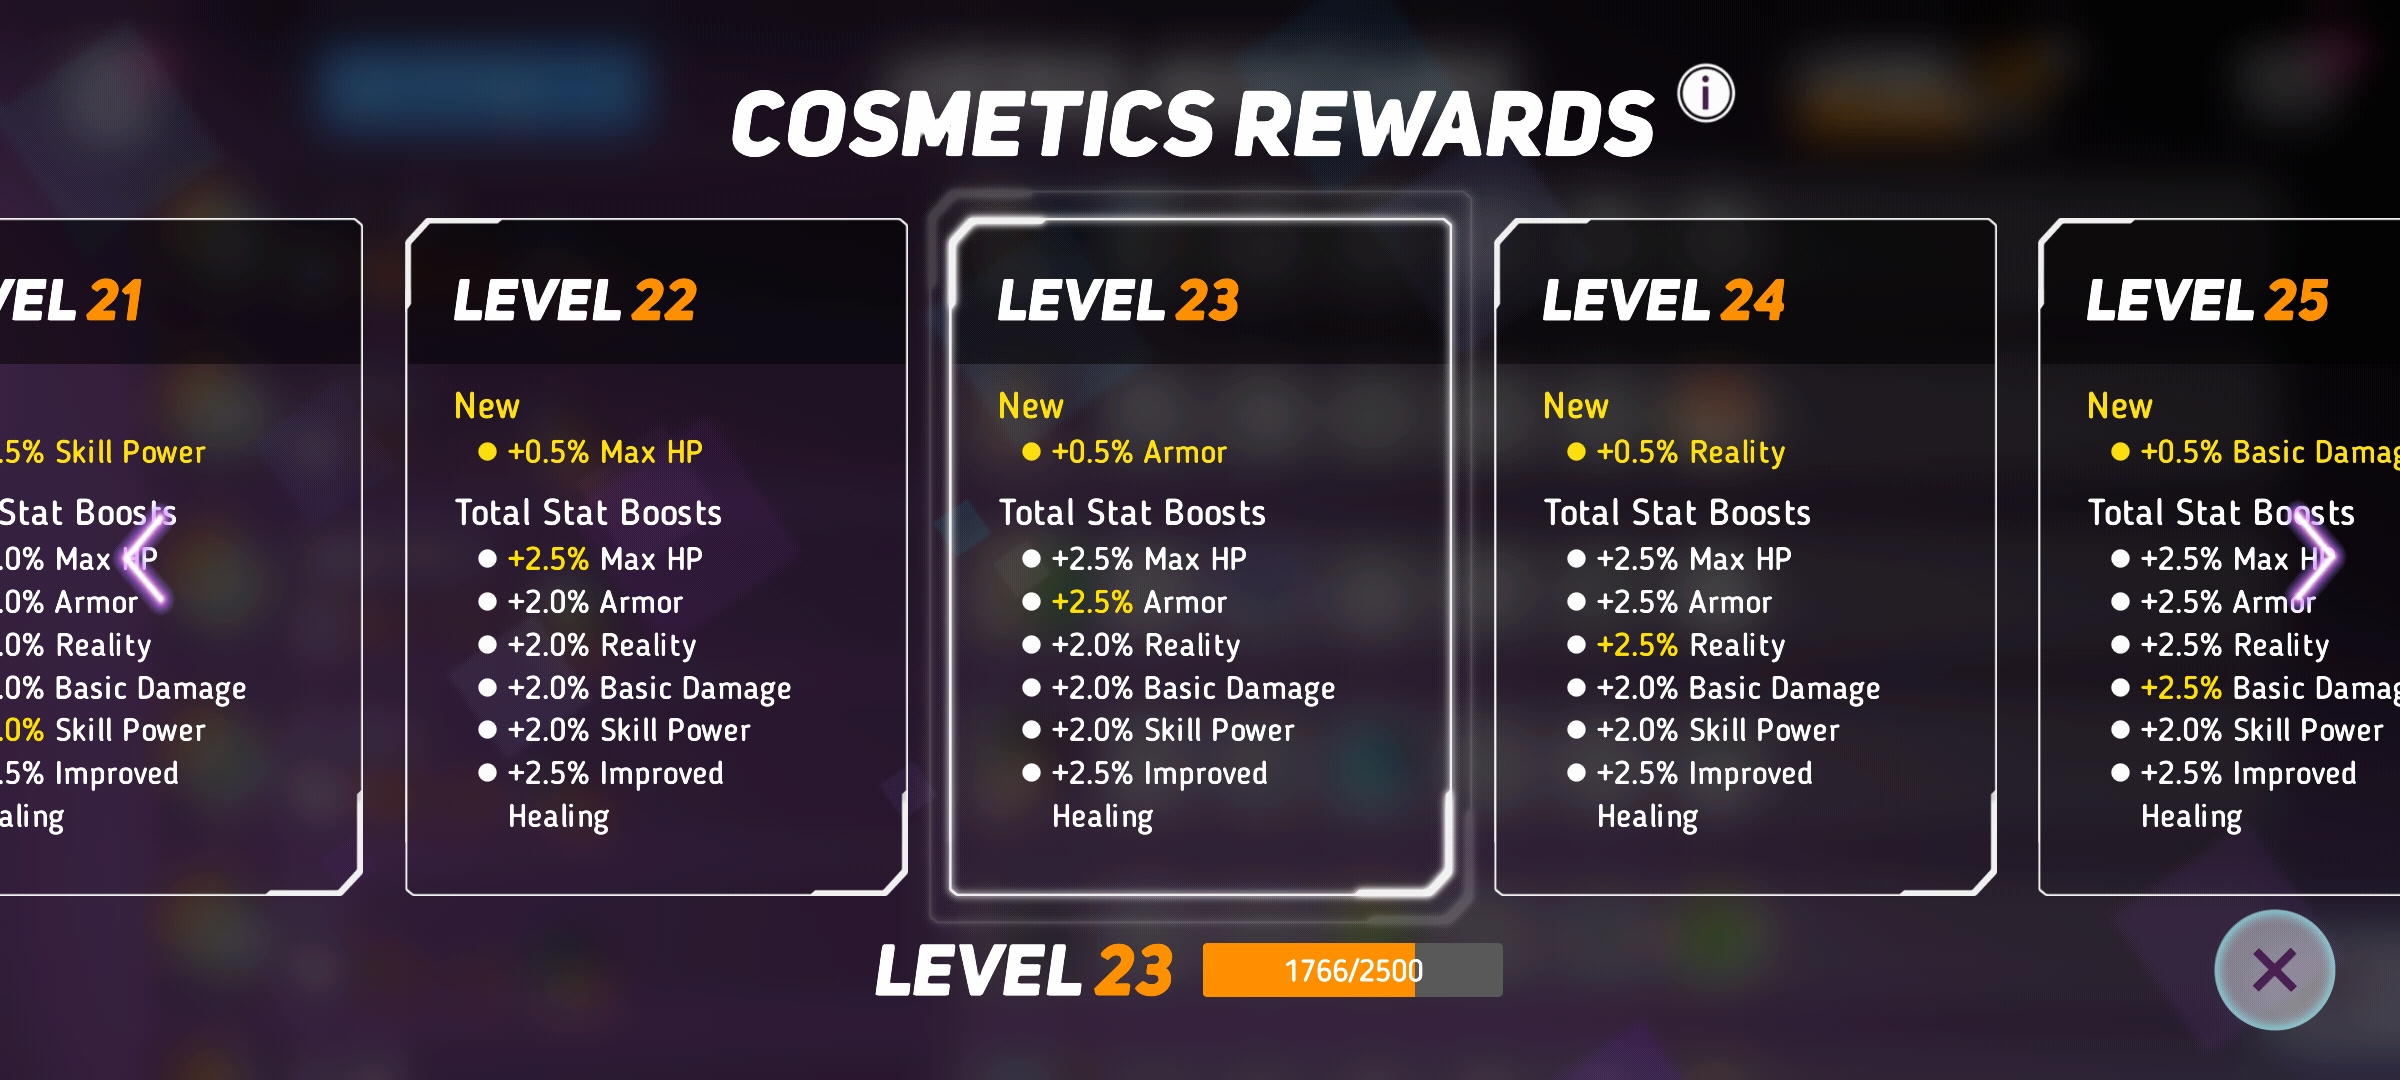 COSMETICS REWARDS i
VEL 21
.5% Skill Power
Stat Boosts
.0% Max HP
.0% Armor
.0% Reality
.0% Basic Damage
.0% Skill Power
.5% Improved
aling
LEVEL 22
New
+0.5% Max HP
Total Stat Boosts
+2.5% Max HP
+2.0% Armor
+2.0% Reality
+2.0% Basic Damage
+2.0% Skill Power
+2.5% Improved
Healing
LEVEL 23
New
+0.5% Armor
Total Stat Boosts
+2.5% Max HP
+2.5% Armor
+2.0% Reality
+2.0% Basic Damage
+2.0% Skill Power
+2.5% Improved
Healing
LEVEL 24
New
+0.5% Reality
Total Stat Boosts
+2.5% Max HP
+2.5% Armor
+2.5% Reality
+2.0% Basic Damage
+2.0% Skill Power
+2.5% Improved
Healing
LEVEL 25
New
+0.5% Basic Damag
Total Stat Boosts
+2.5% Max HP
+2.5% Armor
+2.5% Reality
+2.5% Basic Damag
+2.0% Skill Power
+2.5% Improved
Healing
LEVEL 23 1766/2500